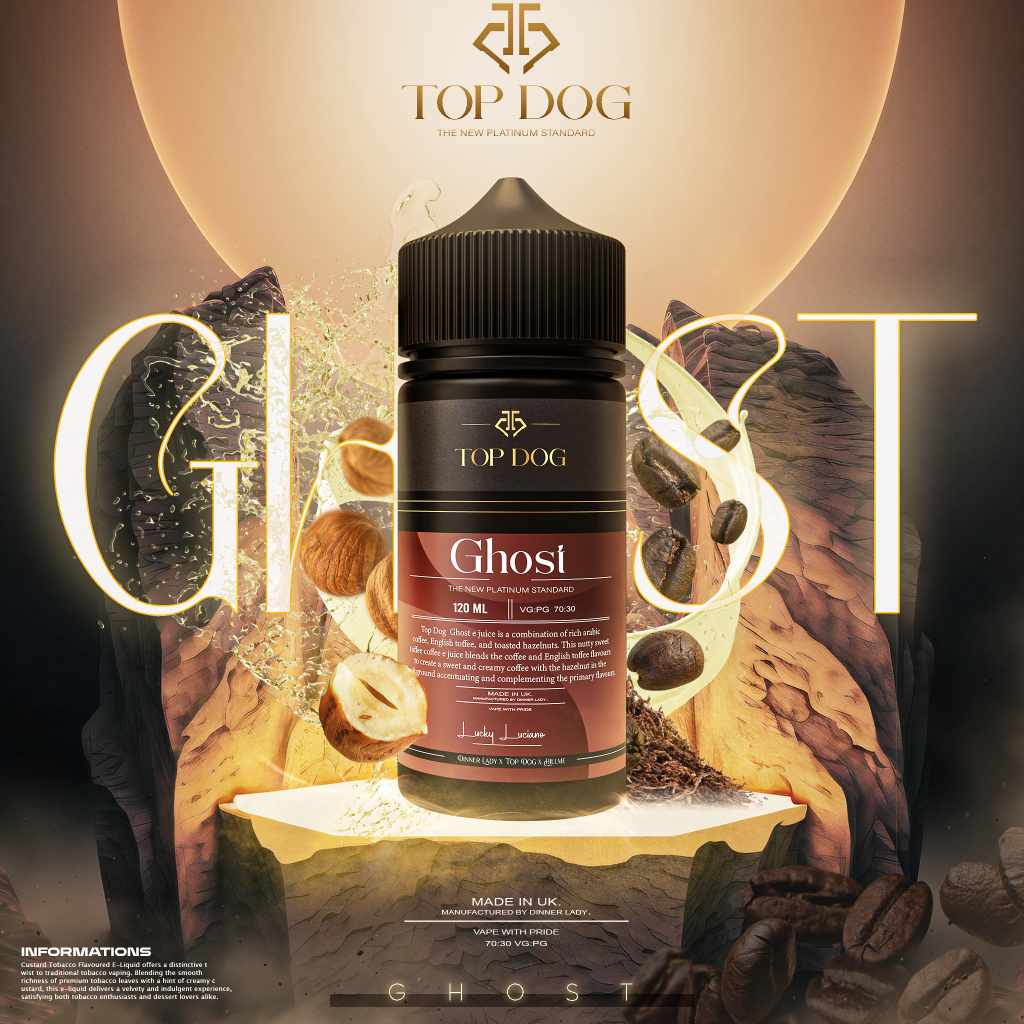 TOP DOG
THE NEW PLATINUM STANDARD
GHOST
TOP DOG
Ghost
THE NEW PLATINUM STANDARD
120 ML VG:PG 70:30
Top Dog Ghost e juice is a combination of rich arabic
coffee, English toffee, and toasted hazelnuts. This nutty sweet
toffee coffee e juice blends the coffee and English toffee flavours
to create a sweet and creamy coffee with the hazelnut in the
accentuating and complementing the primary flavours
MADE IN UK.
MANUFACTURED BY DINNER LADY.
VAPE WITH PRIDE
Lucky Luciano
DINNER LADY X TOP DOG X
MADE IN UK.
MANUFACTURED BY DINNER LADY.
VAPE WITH PRIDE
70:30 VG:PG
INFORMATIONS
Custard Tobacco Flavoured E-Liquid offers a distinctive t
wist to traditional tobacco vaping. Blending the smooth
richness of premium tobacco leaves with a hint of creamy c
ustard, this e-liquid delivers a velvety and indulgent experience,
satisfying both tobacco enthusiasts and dessert lovers alike.
GHOST